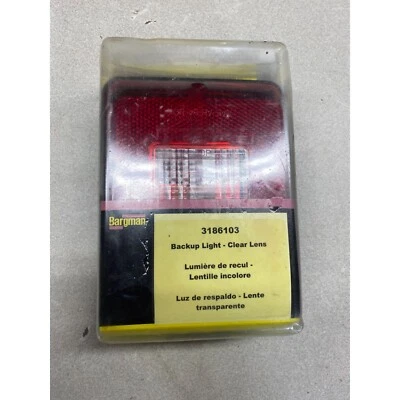 Bargman
3186103
Backup Light - Clear Lens
Lumière de recul -
Lentille incolore
Luz de respaldo - Lente
transparente